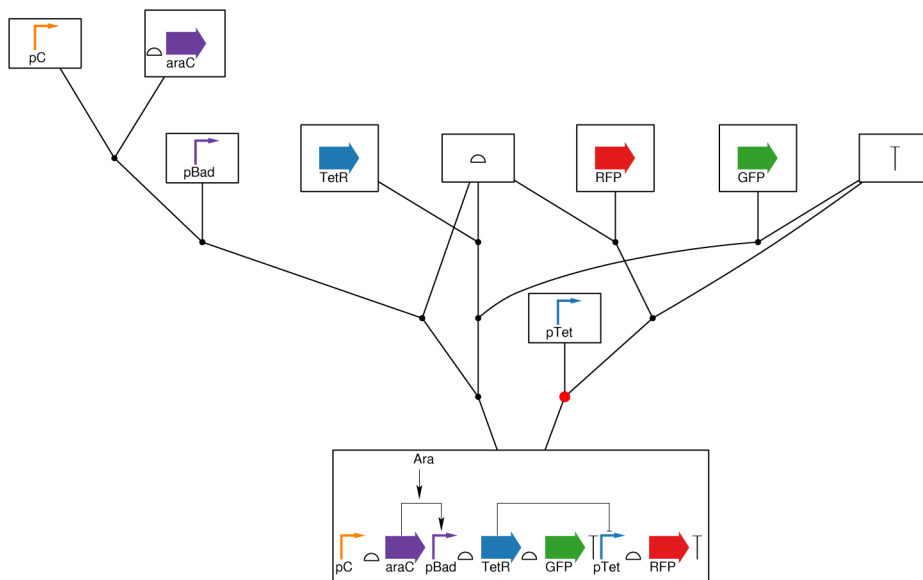 pC
araC
pBad
TetR
RFP
GFP
pTet
Ara
pC araC pBad TetR GFP pTet RFP